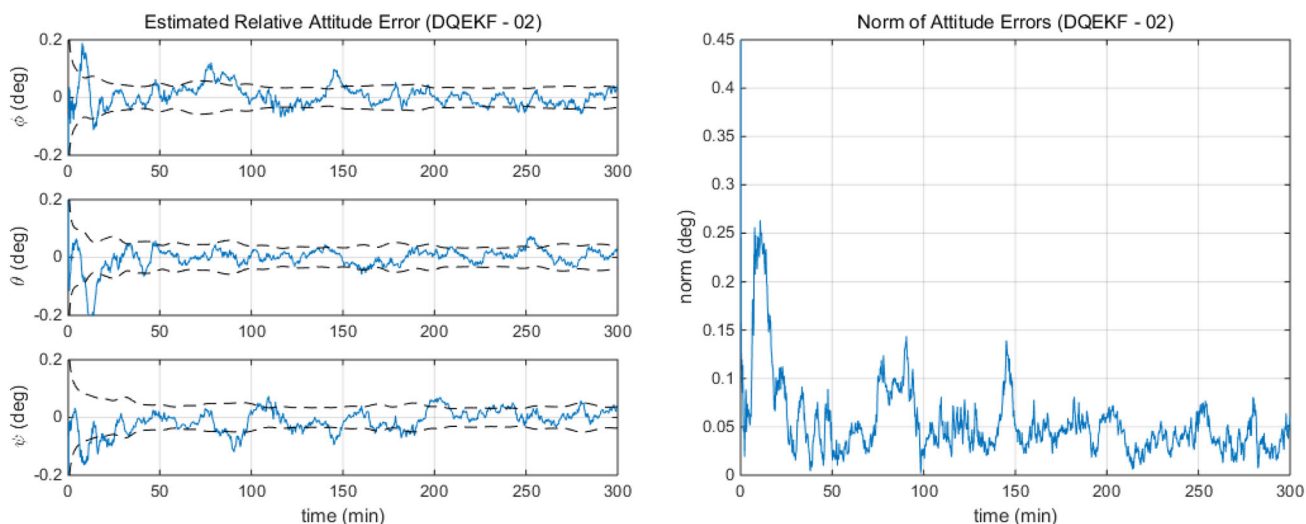 Estimated Relative Attitude Error (DQEKF - 02)
0.2
0
-0.2
ϕ (deg)
0 50 100 150 200 250 300
0.2
0
-0.2
θ (deg)
0 50 100 150 200 250 300
0.2
0
-0.2
ψ (deg)
0 50 100 150 200 250 300
time (min)
Norm of Attitude Errors (DQEKF - 02)
0.45
0.4
0.35
0.3
0.25
0.2
0.15
0.1
0.05
0
norm (deg)
0 50 100 150 200 250 300
time (min)